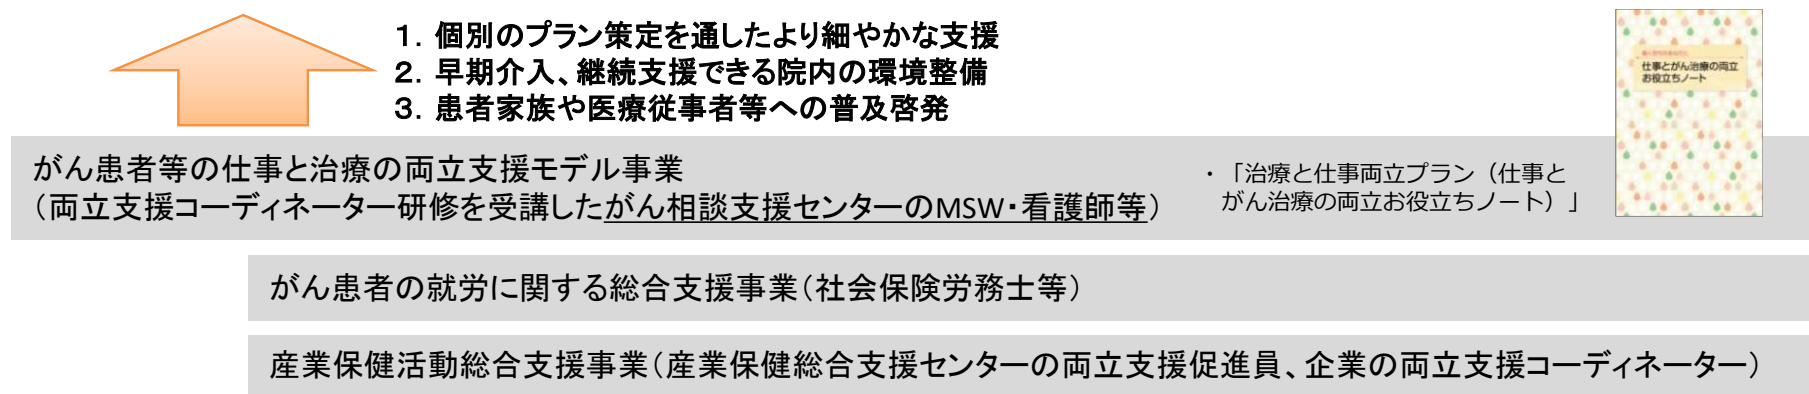 １．個別のプラン策定を通したより細やかな支援
２．早期介入、継続支援できる院内の環境整備
３．患者家族や医療従事者等への普及啓発
仕事とがん治療の両立
お役立ちノート
がん患者等の仕事と治療の両立支援モデル事業
（両立支援コーディネーター研修を受講したがん相談支援センターのMSW・看護師等）
・「治療と仕事両立プラン（仕事と
がん治療の両立お役立ちノート）」
がん患者の就労に関する総合支援事業（社会保険労務士等）
産業保健活動総合支援事業（産業保健総合支援センターの両立支援促進員、企業の両立支援コーディネーター）